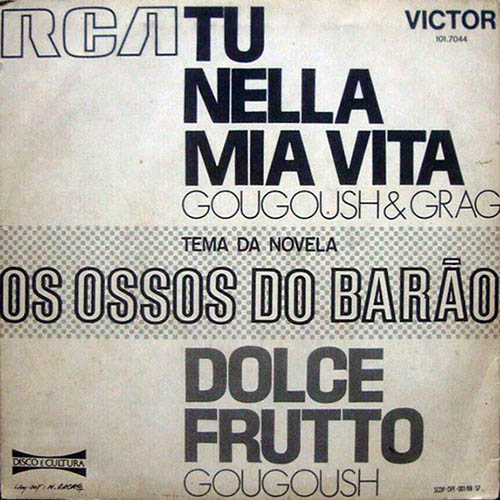 RCA
VICTOR
101.7044
TU
NELLA
MIA VITA
GOUGOUSH & GRAG
TEMA DA NOVELA
OS OSSOS DO BARÃO
DOLCE
FRUTTO
GOUGOUSH
DISCO É CULTURA